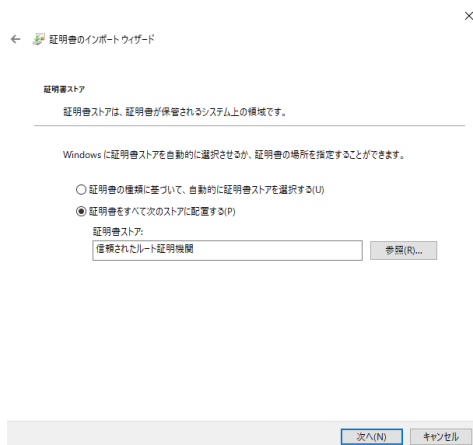 証明書のインポート ウィザード
証明書ストア
証明書ストアは、証明書が保管されるシステム上の領域です。
Windows に証明書ストアを自動的に選択させるか、証明書の場所を指定することができます。
証明書の種類に基づいて、自動的に証明書ストアを選択する(U)
証明書をすべて次のストアに配置する(P)
証明書ストア:
信頼されたルート証明機関
参照(R)...
次へ(N)
キャンセル